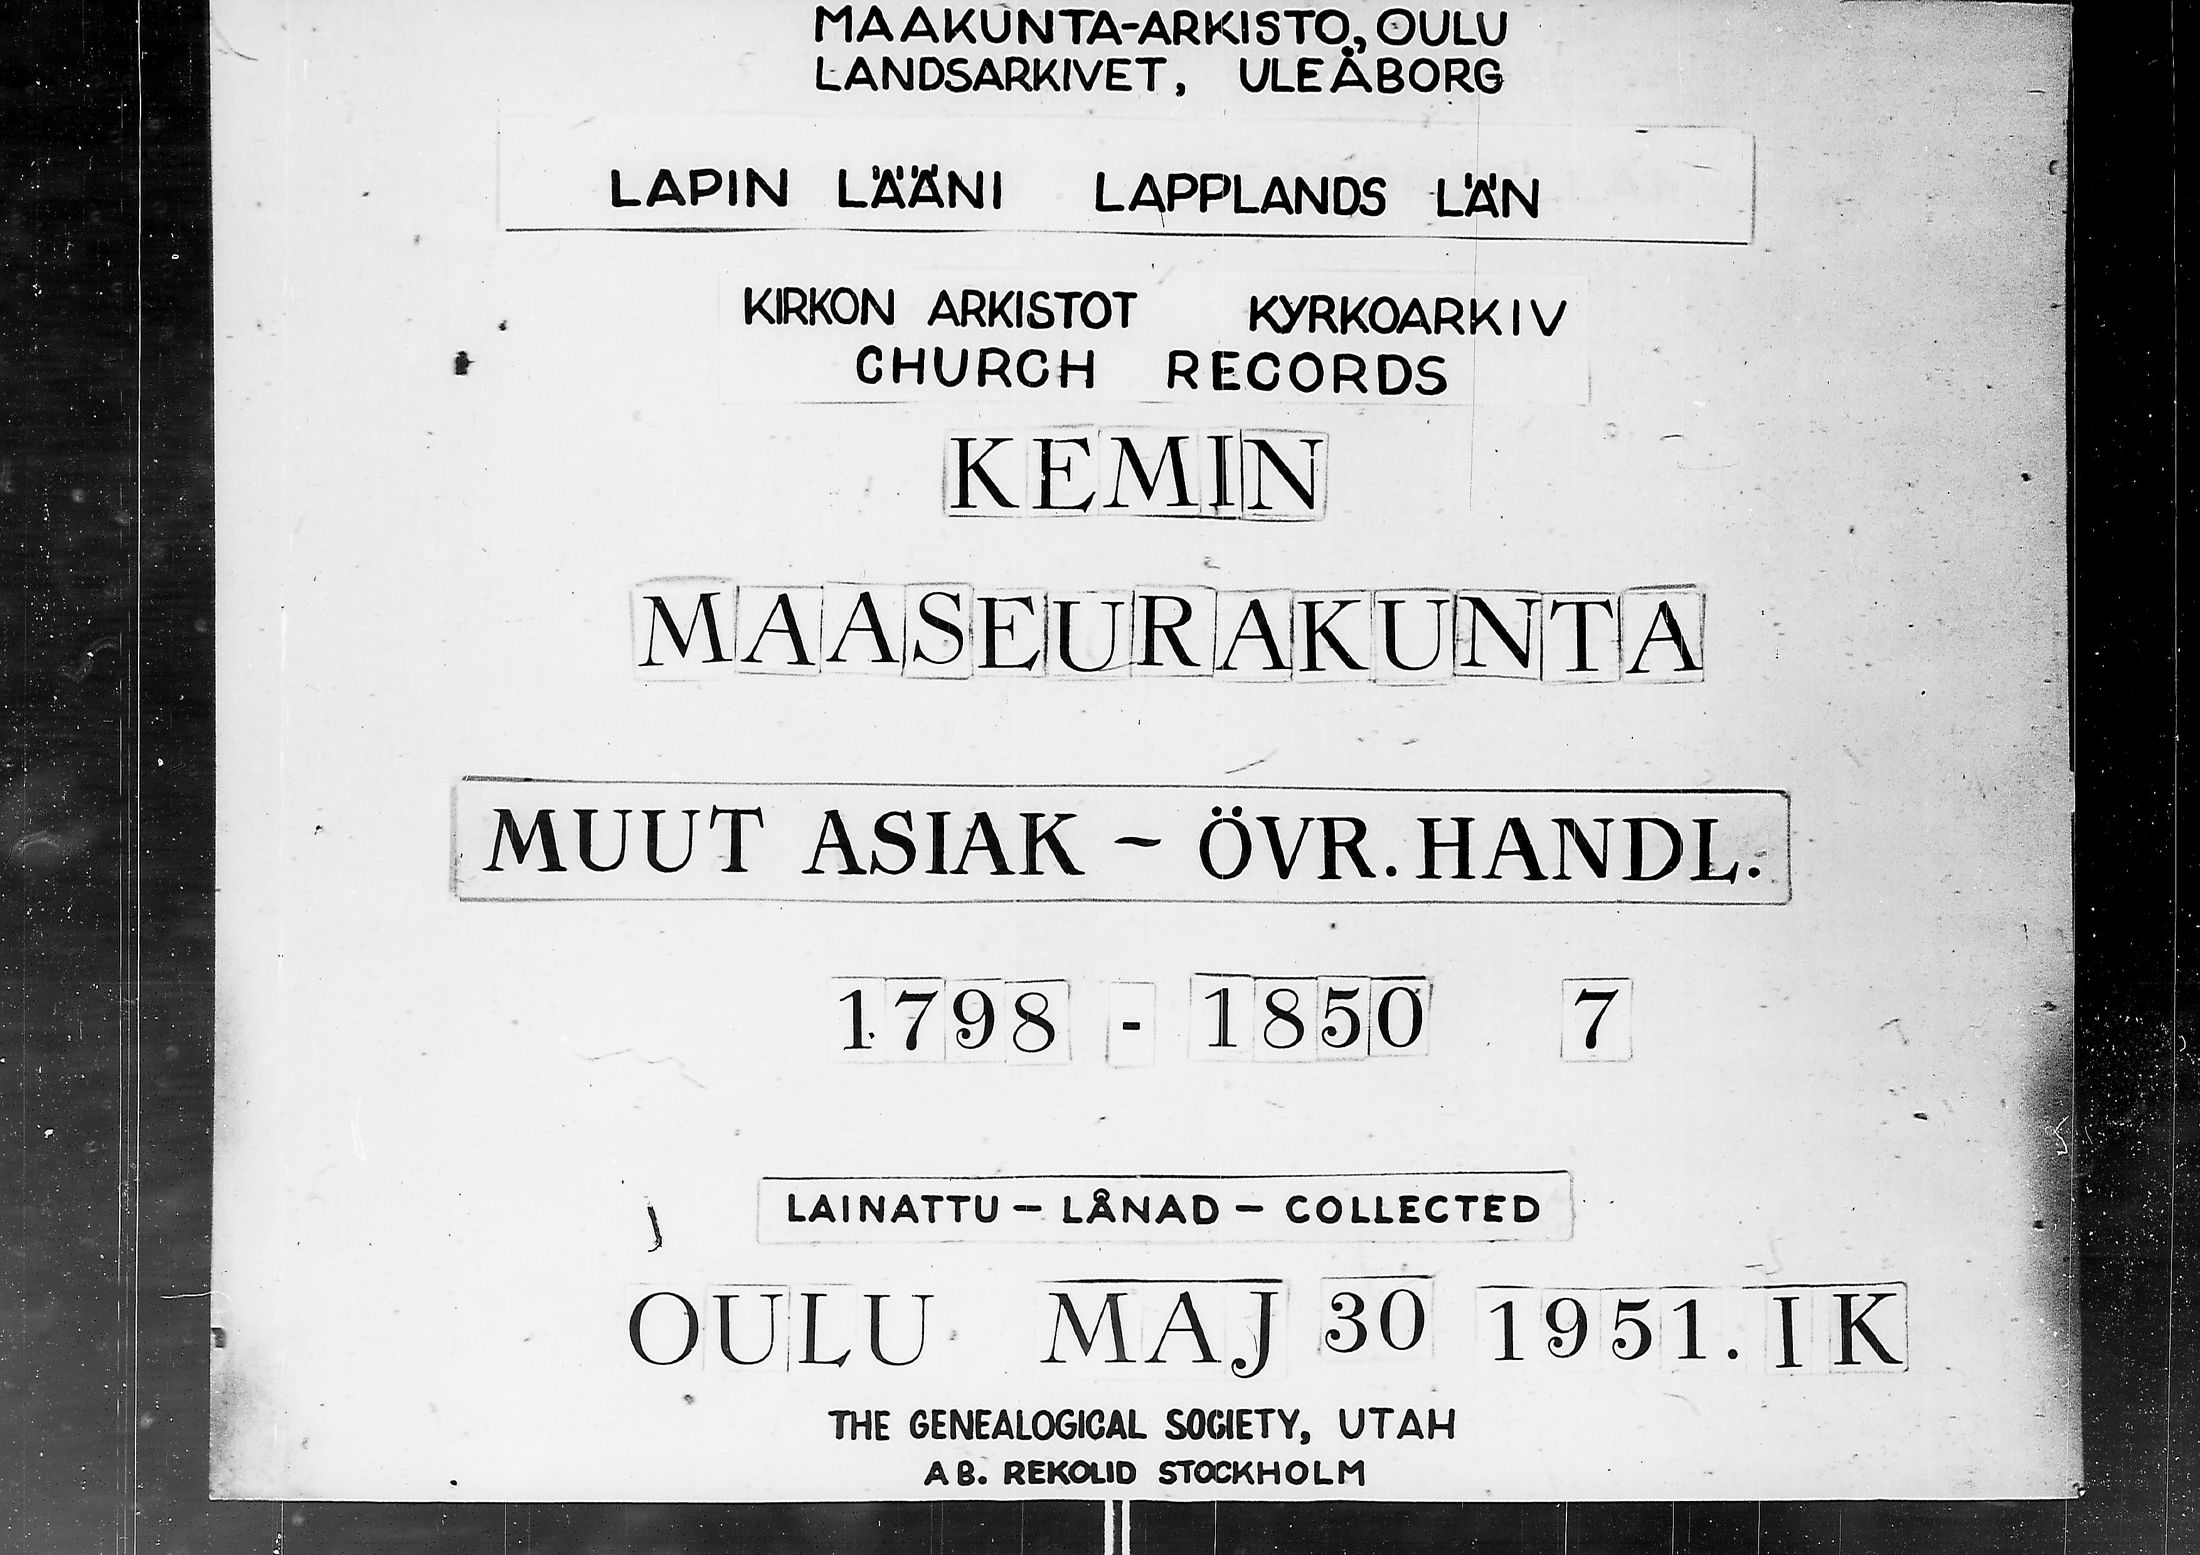 MAAKUNTA-ARKISTO, OULU
LANDSARKIVET, ULEÅBORG
LAPIN LÄÄNI LAPPLANDS LÄN
KIRKON ARKISTOT KYRKOARKIV
CHURCH RECORDS
KEMIN
MAASEURAKUNTA
MUUT ASIAK - ÖVR. HANDL.
1798 - 1850 7
LAINATTU - LÅNAD - COLLECTED
OULU MAJ 30 1951. IK
THE GENEALOGICAL SOCIETY, UTAH
AB. REKOLID STOCKHOLM